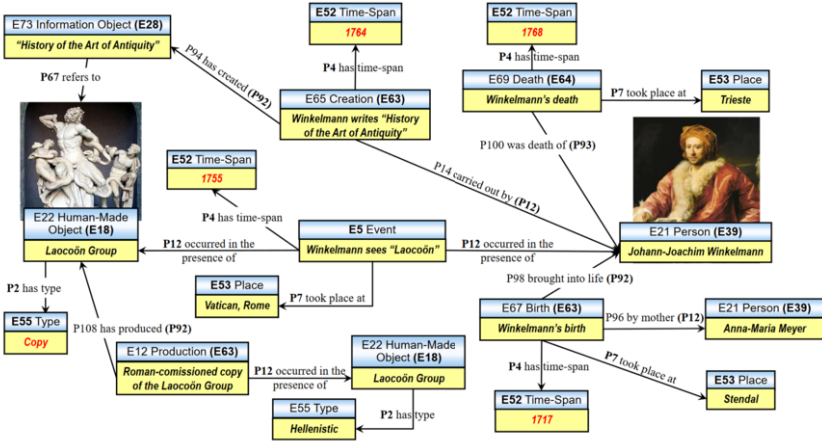 E73 Information Object (E28)
"History of the Art of Antiquity"
P67 refers to
P94 has created (P92)
E52 Time-Span
1764
P4 has time-span
E65 Creation (E63)
Winkelmann writes "History
of the Art of Antiquity"
P14 carried out by (P12)
E52 Time-Span
1768
P4 has time-span
E69 Death (E64)
Winkelmann's death
P7 took place at
E53 Place
Trieste
P100 was death of (P93)
E52 Time-Span
1755
P4 has time-span
E22 Human-Made
Object (E18)
Laocoön Group
P12 occurred in the
presence of
E5 Event
Winkelmann sees "Laocoön"
P12 occurred in the
presence of
E21 Person (E39)
Johann-Joachim Winkelmann
P2 has type
E55 Type
Copy
E53 Place
Vatican, Rome
P7 took place at
P98 brought into life (P92)
P108 has produced (P92)
E12 Production (E63)
Roman-comissioned copy
of the Laocoön Group
P12 occurred in the
presence of
E22 Human-Made
Object (E18)
Laocoön Group
P2 has type
E55 Type
Hellenistic
E67 Birth (E63)
Winkelmann's birth
P96 by mother (P12)
E21 Person (E39)
Anna-Maria Meyer
P4 has time-span
E52 Time-Span
1717
P7 took place at
E53 Place
Stendal